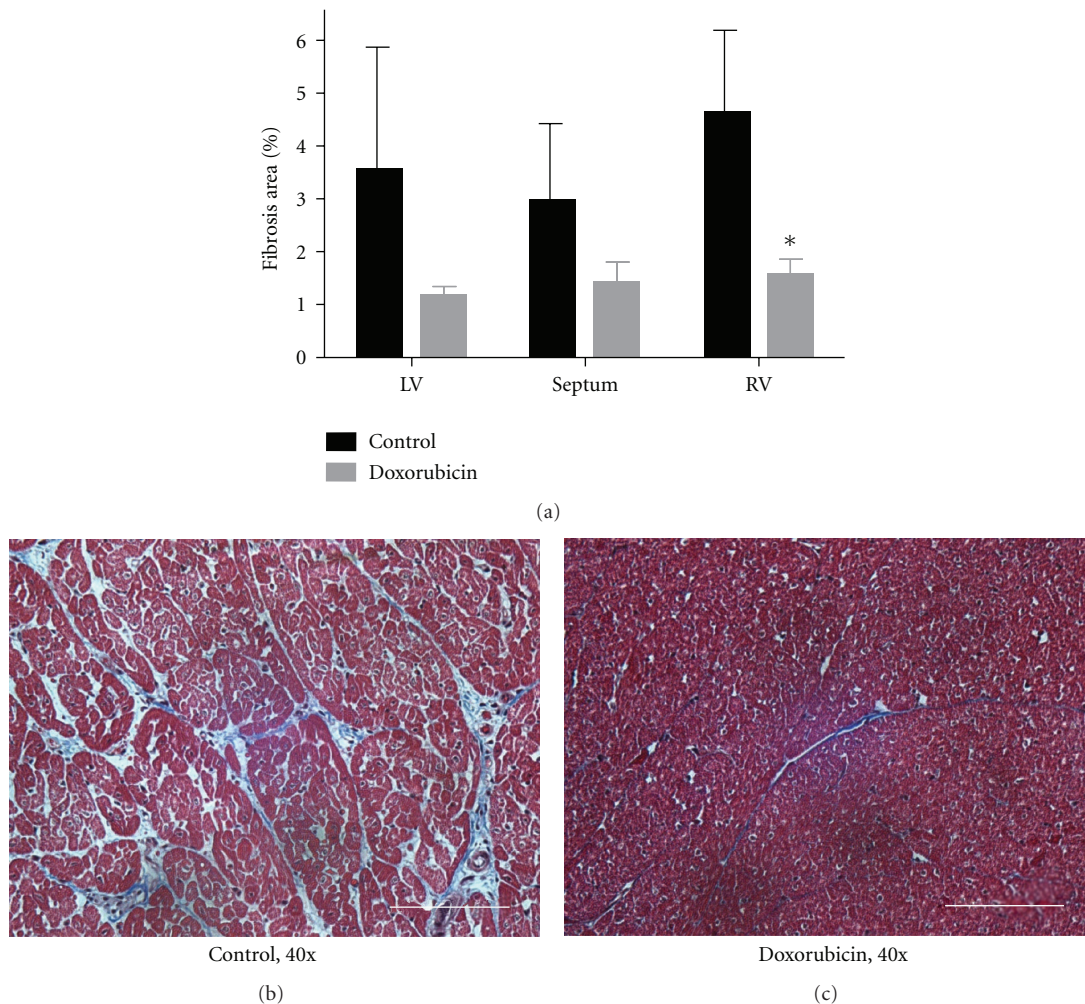 6
5
4
3
2
1
0
Fibrosis area (%)
*
LV Septum RV
Control
Doxorubicin
(a)
Control, 40x Doxorubicin, 40x
(b) (c)